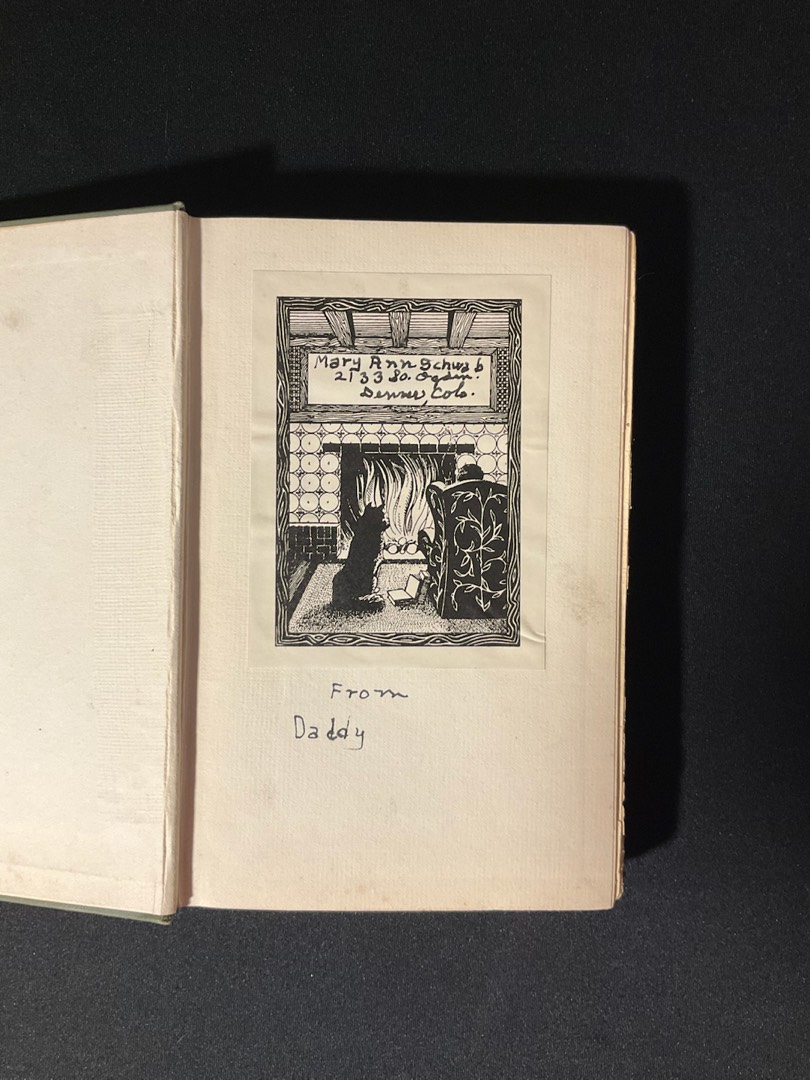 Mary Ann Schwab
2133 So. Ogden.
Denver, Colo.
From
Daddy